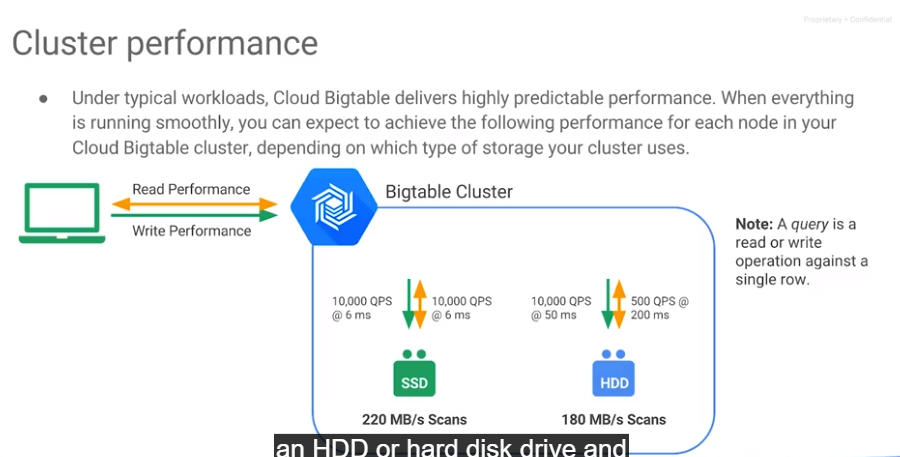 Proprietary + Confidential
Cluster performance
● Under typical workloads, Cloud Bigtable delivers highly predictable performance. When everything
is running smoothly, you can expect to achieve the following performance for each node in your
Cloud Bigtable cluster, depending on which type of storage your cluster uses.
Read Performance
Write Performance
Bigtable Cluster
Note: A query is a
read or write
operation against a
single row.
10,000 QPS
@ 6 ms
10,000 QPS
@ 6 ms
10,000 QPS
@ 50 ms
500 QPS @
200 ms
SSD
HDD
220 MB/s Scans
180 MB/s Scans
an HDD or hard disk drive and